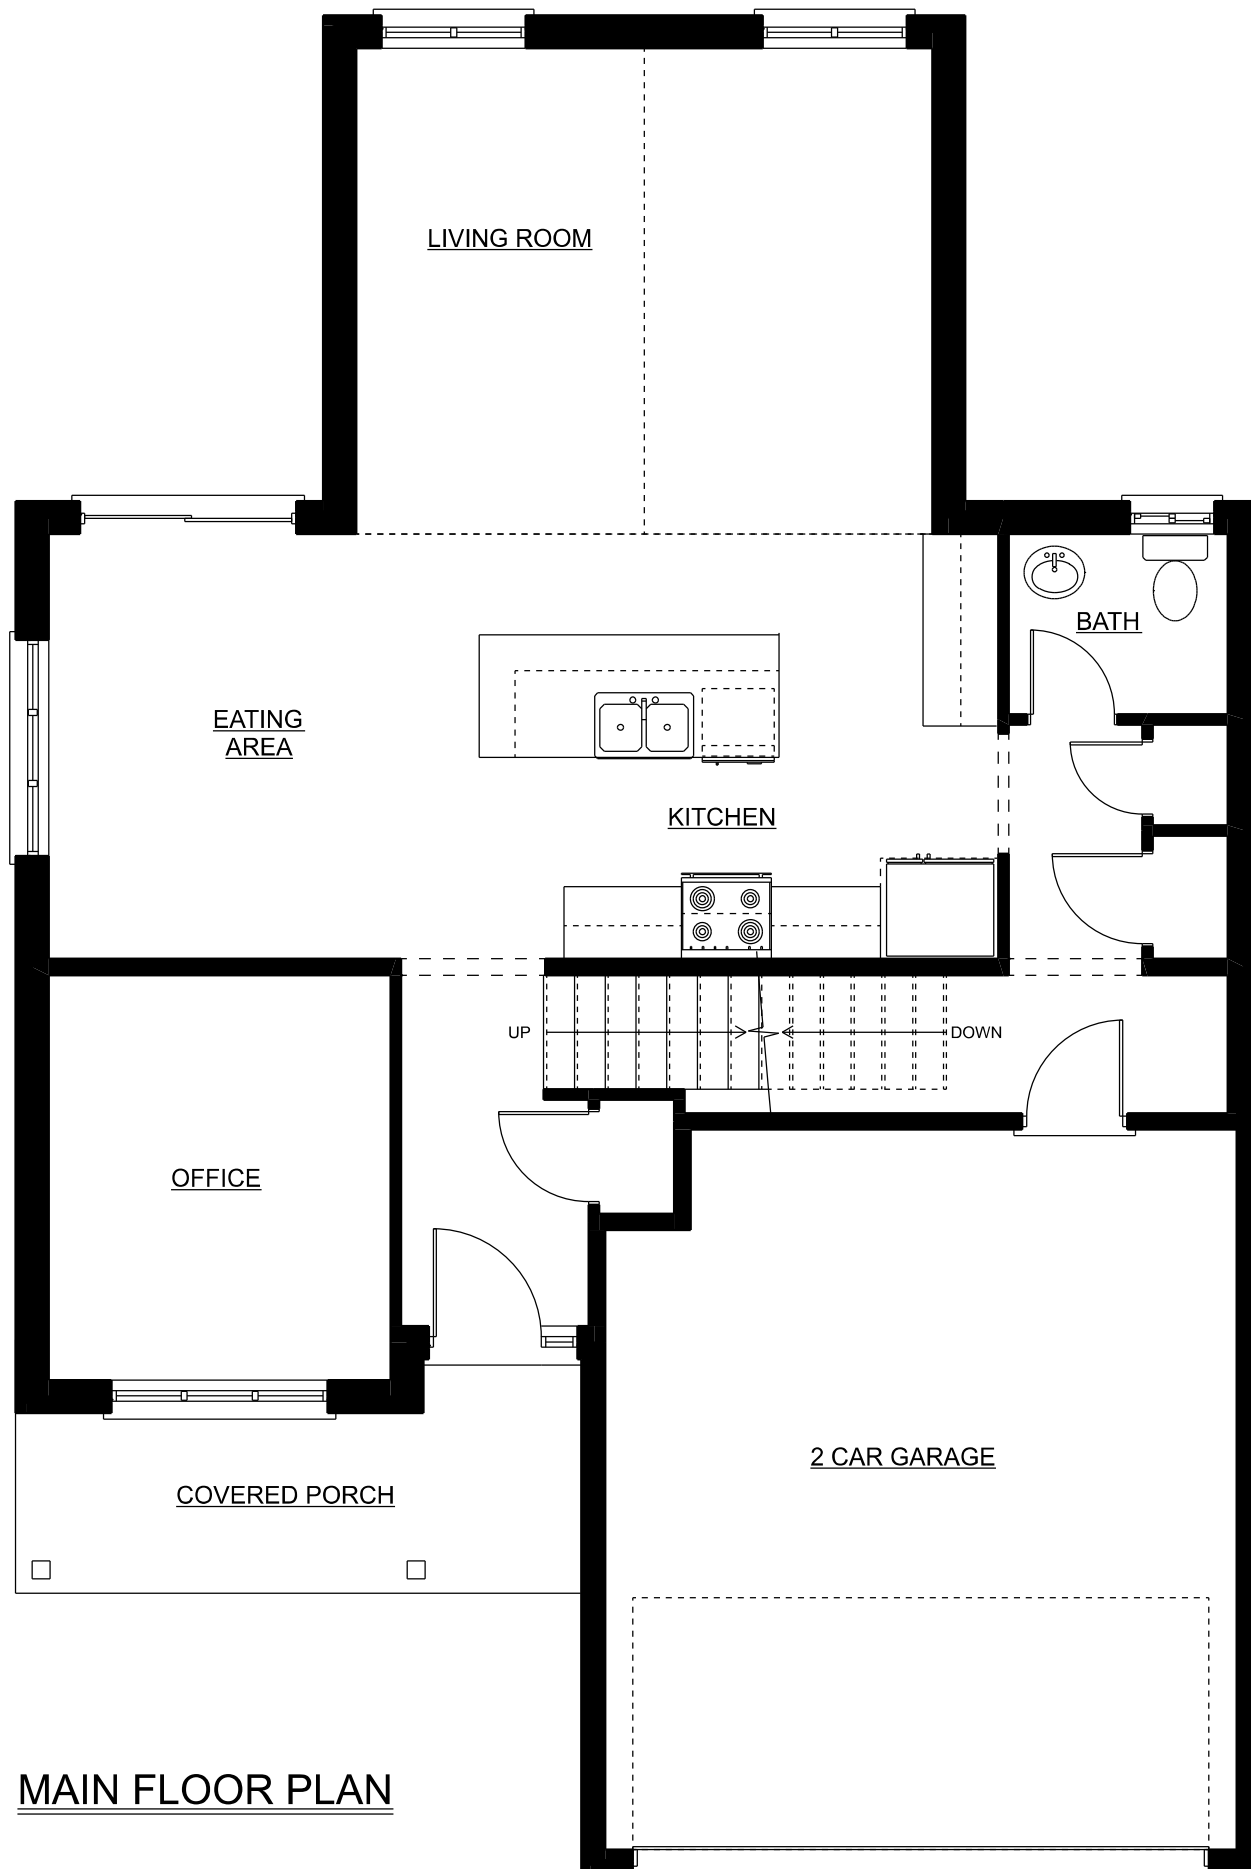 LIVING ROOM
BATH
EATING
AREA
KITCHEN
UP
DOWN
OFFICE
2 CAR GARAGE
COVERED PORCH
MAIN FLOOR PLAN